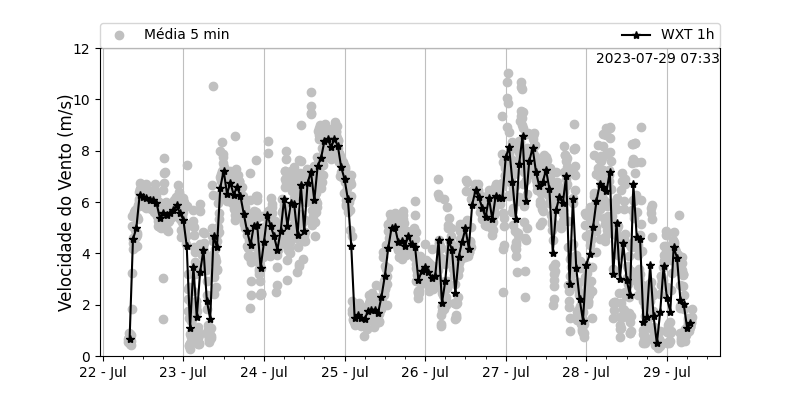 Média 5 min WXT 1h
2023-07-29 07:33
Velocidade do Vento (m/s)
12
10
8
6
4
2
0
22 - Jul 23 - Jul 24 - Jul 25 - Jul 26 - Jul 27 - Jul 28 - Jul 29 - Jul